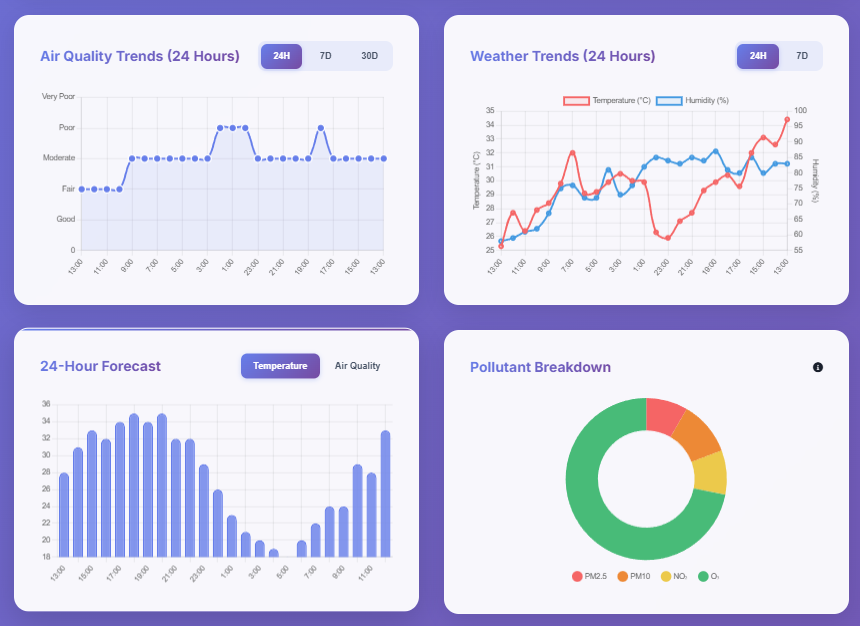 Air Quality Trends (24 Hours)
24H 7D 30D
Very Poor
Poor
Moderate
Fair
Good
0
13:00 11:00 9:00 7:00 5:00 3:00 1:00 23:00 21:00 19:00 17:00 15:00 13:00
Weather Trends (24 Hours)
24H 7D
Temperature (°C) Humidity (%)
35 100
34 95
33 90
32 85
31 80
30 75
29 70
28 65
27 60
26 55
25
Temperature (°C)
Humidity (%)
13:00 11:00 9:00 7:00 5:00 3:00 1:00 23:00 21:00 19:00 17:00 15:00 13:00
24-Hour Forecast
Temperature Air Quality
36
34
32
30
28
26
24
22
20
18
13:00 15:00 17:00 19:00 21:00 23:00 1:00 3:00 5:00 7:00 9:00 11:00
Pollutant Breakdown
i
PM2.5 PM10 NO₂ O₃